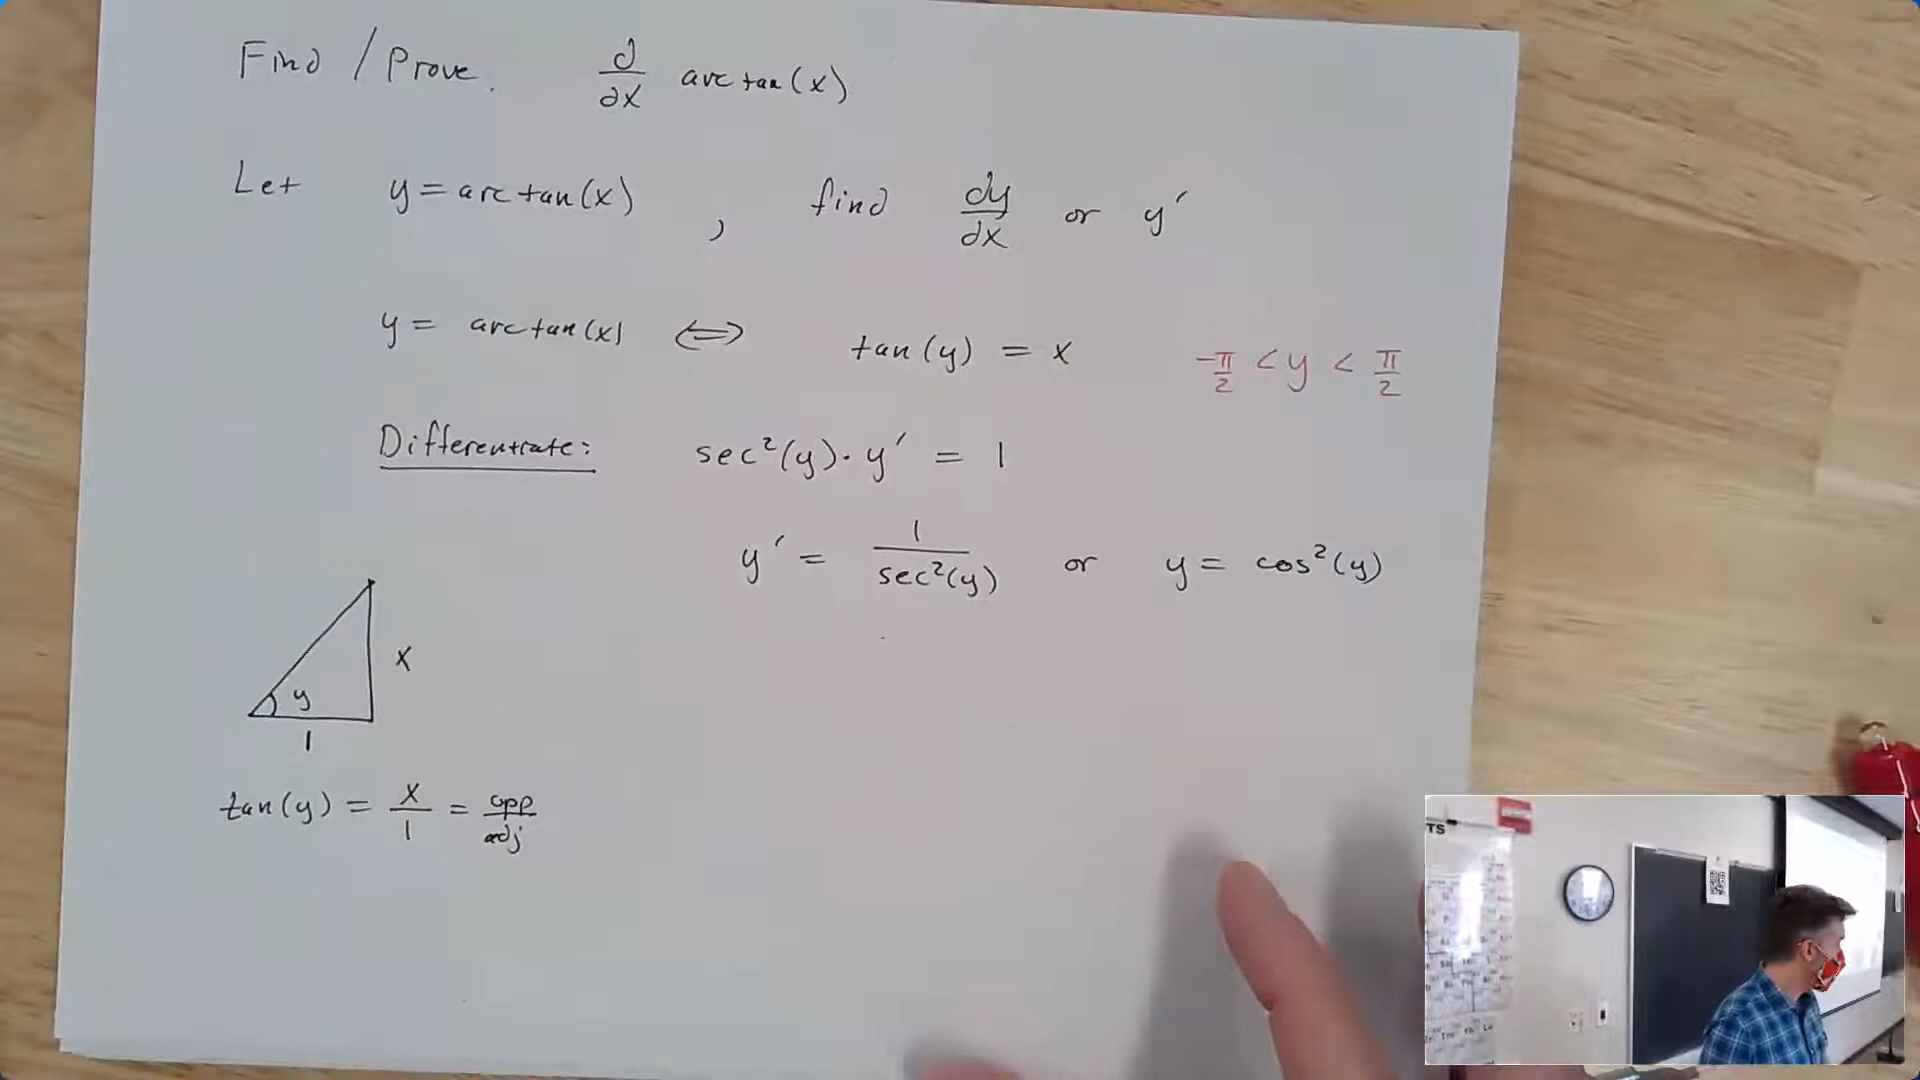 Find / Prove. d/dx arctan(x)
Let y = arctan(x) , find dy/dx or y′
y = arctan(x) ⟺ tan(y) = x -π/2 < y < π/2
Differentiate: sec²(y)· y′ = 1
y′ = 1/sec²(y) or y = cos²(y)
x
y
1
tan(y) = x/1 = opp/adj
TS